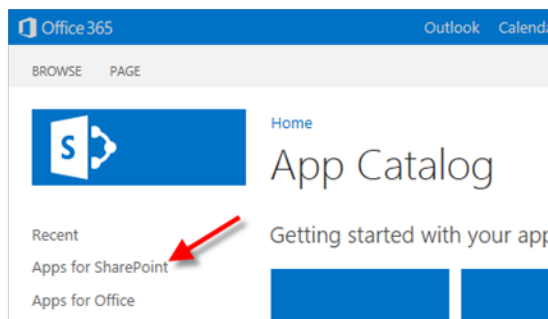 Office 365 Outlook
BROWSE PAGE
S
Home
App Catalog
Recent
Getting started with your
Apps for SharePoint
Apps for Office